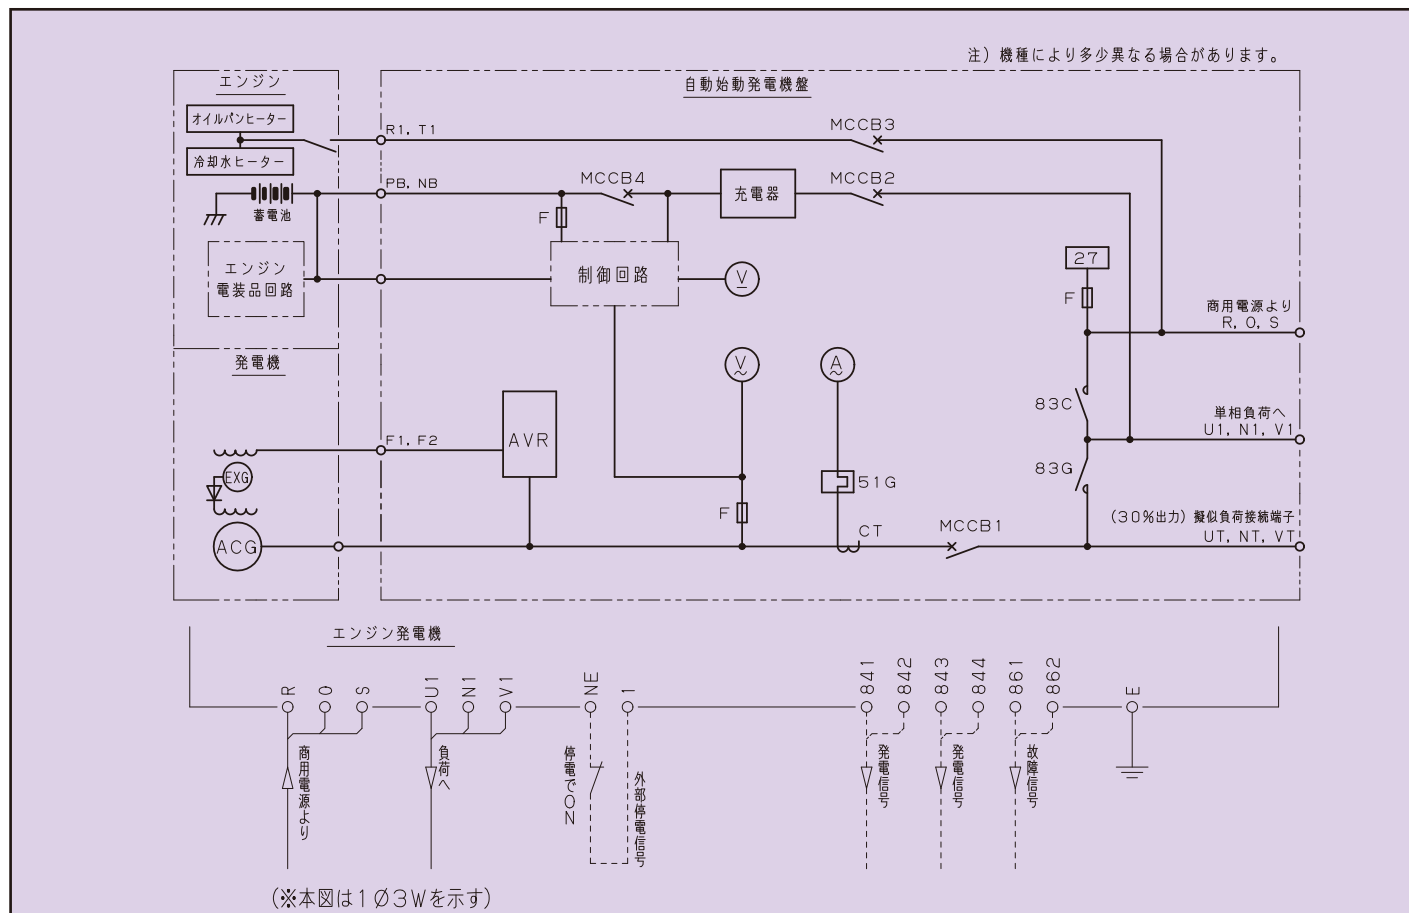 注）機種により多少異なる場合があります。
エンジン
自動始動発電機盤
オイルパンヒーター
冷却水ヒーター
R1, T1
MCCB3
PB, NB
MCCB4
充電器
MCCB2
蓄電池
F
エンジン
電装品回路
制御回路
V
27
F
商用電源より
R, O, S
発電機
V
A
83C
単相負荷へ
U1, N1, V1
AVR
F1, F2
83G
EXG
51G
F
（30％出力）擬似負荷接続端子
UT, NT, VT
ACG
CT
MCCB1
エンジン発電機
R
O
S
U1
N1
V1
NE
1
841
842
843
844
861
862
E
商用電源より
負荷へ
停電でON
外部停電信号
発電信号
発電信号
故障信号
（※本図は1Ø3Wを示す）